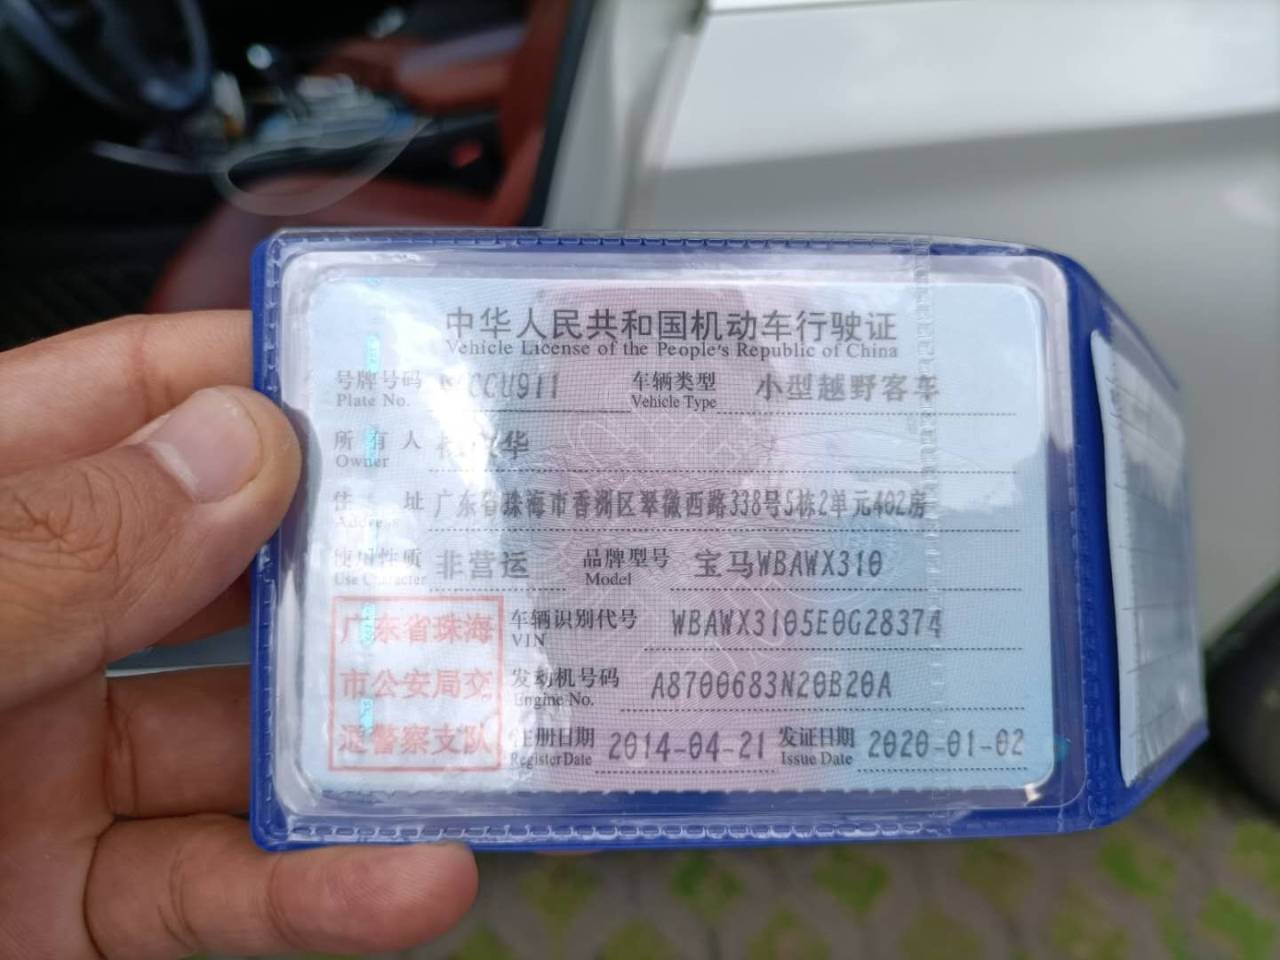 中华人民共和国机动车行驶证
Vehicle License of the People's Republic of China
号牌号码 CCU911 车辆类型 小型越野客车
Plate No. Vehicle Type
所有人 华
Owner
住址 广东省珠海市香洲区翠微西路338号5栋2单元402房
Address
使用性质 非营运 品牌型号 宝马WBAWX310
Use Character Model
广东省珠海
市公安局交
通警察支队
车辆识别代号 WBAWX3105E0G28374
VIN
发动机号码 A8700683N20B20A
Engine No.
注册日期 2014-04-21 发证日期 2020-01-02
Register Date Issue Date